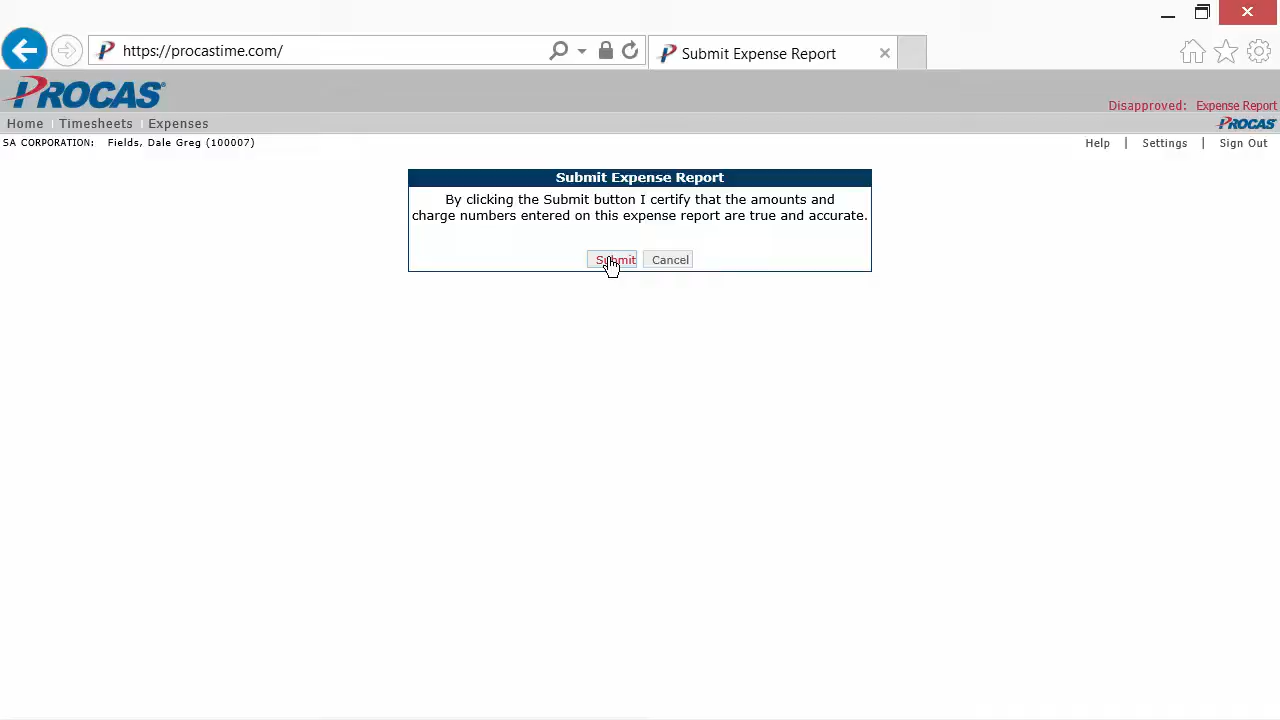 https://procastime.com/
Submit Expense Report
PROCAS
Disapproved: Expense Report
Home Timesheets Expenses
PROCAS
SA CORPORATION: Fields, Dale Greg (100007)
Help | Settings | Sign Out
Submit Expense Report
By clicking the Submit button I certify that the amounts and
charge numbers entered on this expense report are true and accurate.
Submit Cancel